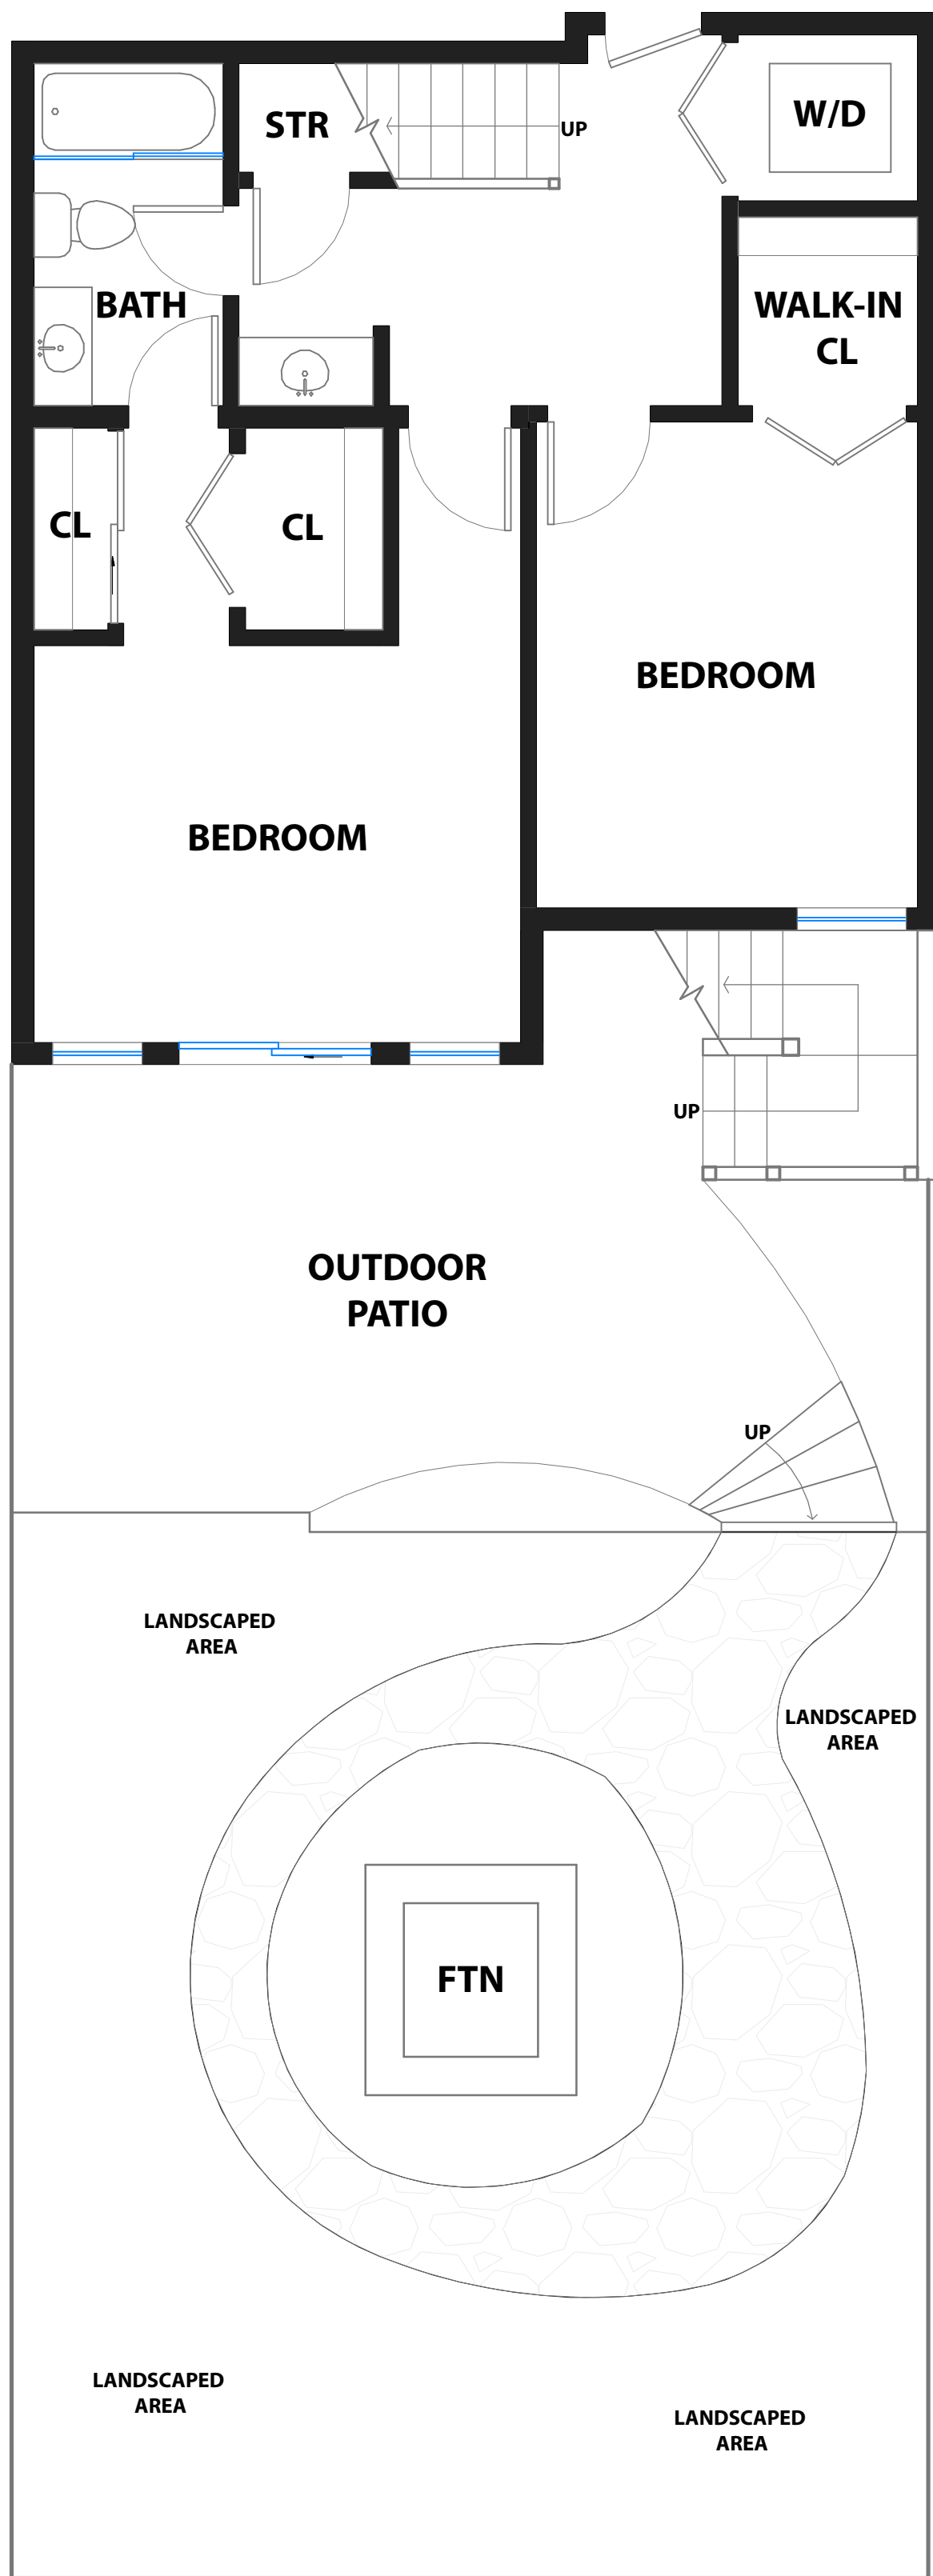 STR
UP
W/D
BATH
WALK-IN
CL
CL
CL
BEDROOM
BEDROOM
UP
OUTDOOR
PATIO
UP
LANDSCAPED
AREA
LANDSCAPED
AREA
FTN
LANDSCAPED
AREA
LANDSCAPED
AREA